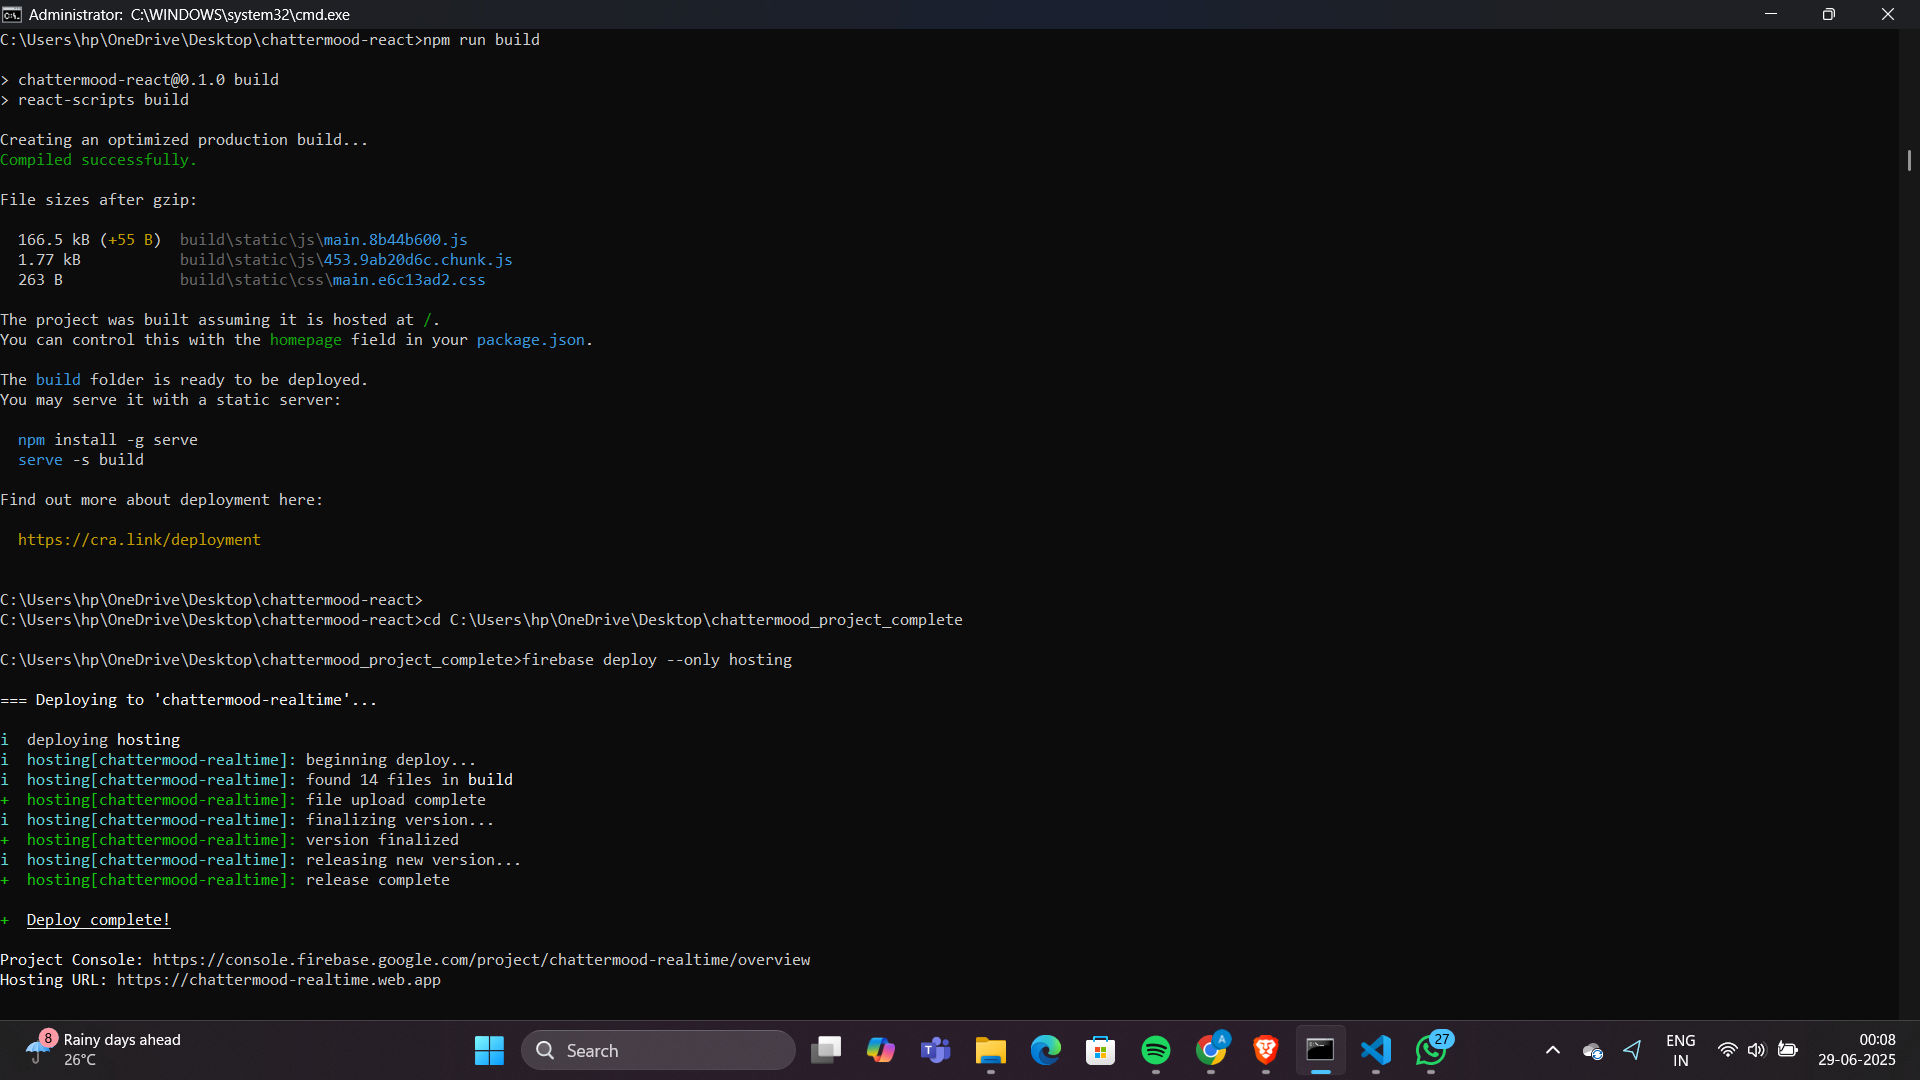 Administrator: C:\WINDOWS\system32\cmd.exe
C:\Users\hp\OneDrive\Desktop\chattermood-react>npm run build
> chattermood-react@0.1.0 build
> react-scripts build
Creating an optimized production build...
Compiled successfully.
File sizes after gzip:
166.5 kB (+55 B)  build\static\js\main.8b44b600.js
1.77 kB           build\static\js\453.9ab20d6c.chunk.js
263 B             build\static\css\main.e6c13ad2.css
The project was built assuming it is hosted at /.
You can control this with the homepage field in your package.json.
The build folder is ready to be deployed.
You may serve it with a static server:
npm install -g serve
serve -s build
Find out more about deployment here:
https://cra.link/deployment
C:\Users\hp\OneDrive\Desktop\chattermood-react>
C:\Users\hp\OneDrive\Desktop\chattermood-react>cd C:\Users\hp\OneDrive\Desktop\chattermood_project_complete
C:\Users\hp\OneDrive\Desktop\chattermood_project_complete>firebase deploy --only hosting
=== Deploying to 'chattermood-realtime'...
i  deploying hosting
i  hosting[chattermood-realtime]: beginning deploy...
i  hosting[chattermood-realtime]: found 14 files in build
+  hosting[chattermood-realtime]: file upload complete
i  hosting[chattermood-realtime]: finalizing version...
+  hosting[chattermood-realtime]: version finalized
i  hosting[chattermood-realtime]: releasing new version...
+  hosting[chattermood-realtime]: release complete
+  Deploy complete!
Project Console: https://console.firebase.google.com/project/chattermood-realtime/overview
Hosting URL: https://chattermood-realtime.web.app
8
Rainy days ahead
26°C
Search
A
27
ENG
IN
00:08
29-06-2025